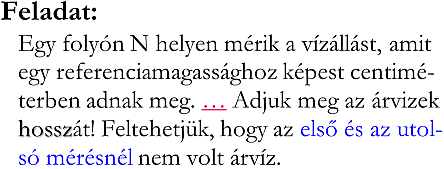 Feladat:
Egy folyón N helyen mérik a vízállást, amit
egy referenciamagassághoz képest centimé-
terben adnak meg. … Adjuk meg az árvizek
hosszát! Feltehetjük, hogy az első és az utol-
só mérésnél nem volt árvíz.